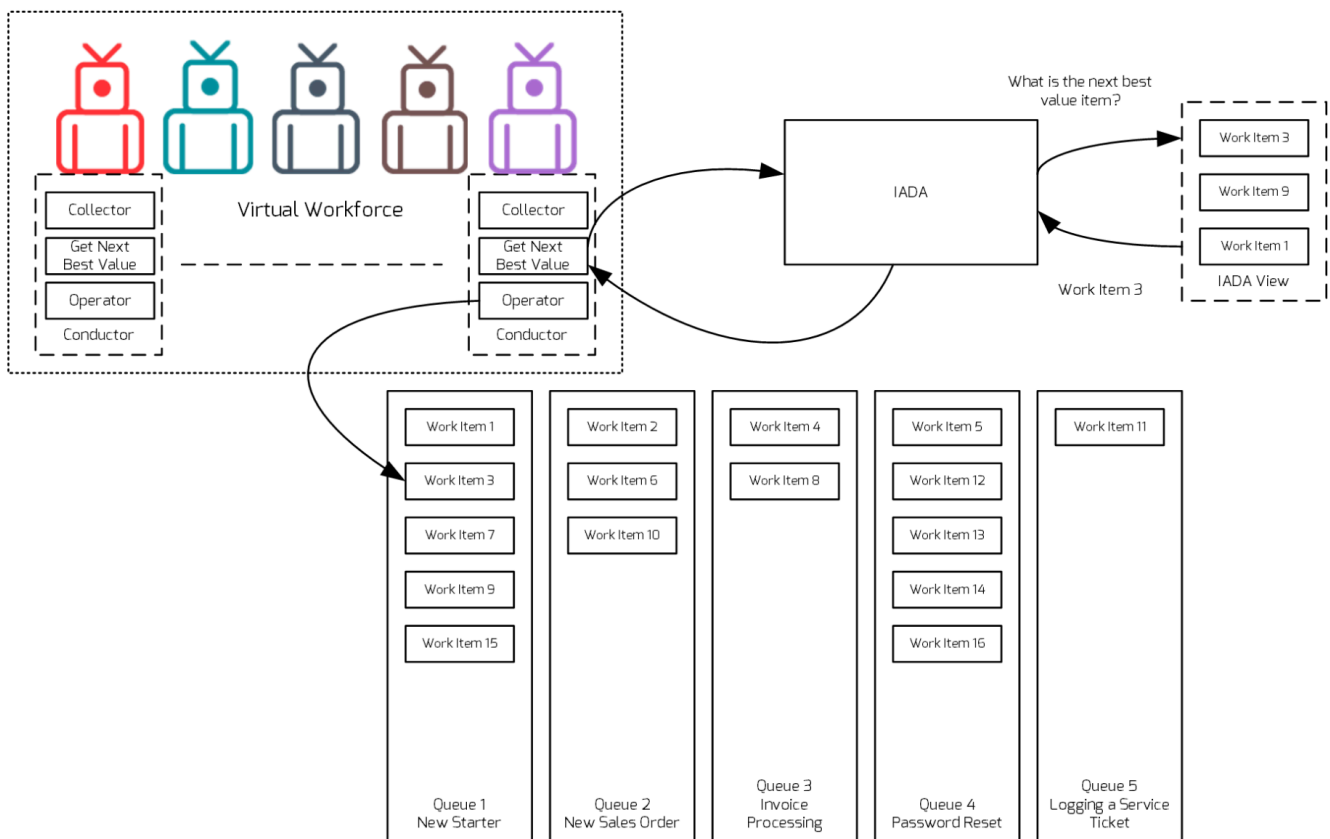 What is the next best
value item?
Work Item 3
Work Item 9
Work Item 1
IADA View
IADA
Work Item 3
Virtual Workforce
Collector
Get Next
Best Value
Operator
Conductor
Collector
Get Next
Best Value
Operator
Conductor
Work Item 1
Work Item 3
Work Item 7
Work Item 9
Work Item 15
Queue 1
New Starter
Work Item 2
Work Item 6
Work Item 10
Queue 2
New Sales Order
Work Item 4
Work Item 8
Queue 3
Invoice
Processing
Work Item 5
Work Item 12
Work Item 13
Work Item 14
Work Item 16
Queue 4
Password Reset
Work Item 11
Queue 5
Logging a Service
Ticket